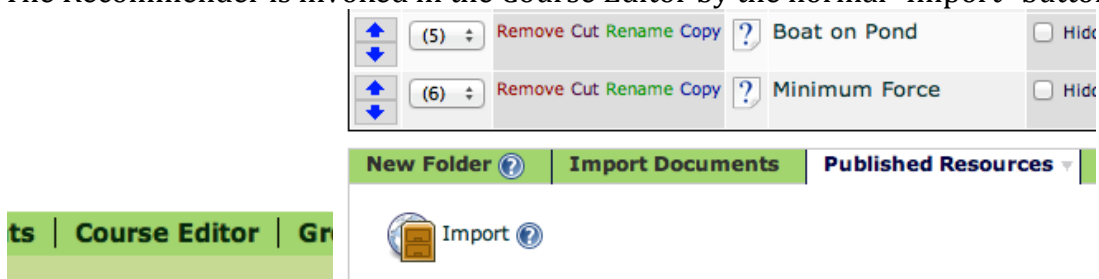 The Recommender is invoked in the Course Editor by the normal "Import" button
(5) Remove Cut Rename Copy Boat on Pond Hidd
(6) Remove Cut Rename Copy Minimum Force Hidd
New Folder ? Import Documents Published Resources
ts | Course Editor | Gr
Import ?